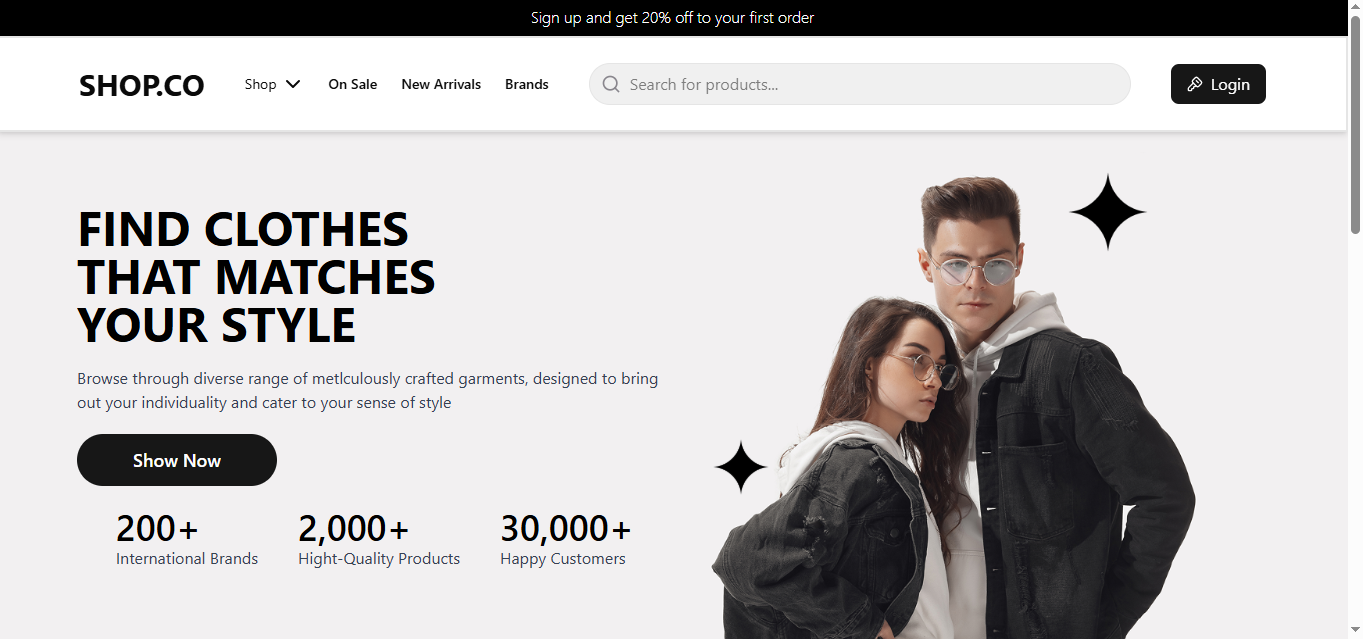 Sign up and get 20% off to your first order
SHOP.CO
Shop
On Sale
New Arrivals
Brands
Search for products...
Login
FIND CLOTHES
THAT MATCHES
YOUR STYLE
Browse through diverse range of metlculously crafted garments, designed to bring
out your individuality and cater to your sense of style
Show Now
200+
International Brands
2,000+
Hight-Quality Products
30,000+
Happy Customers